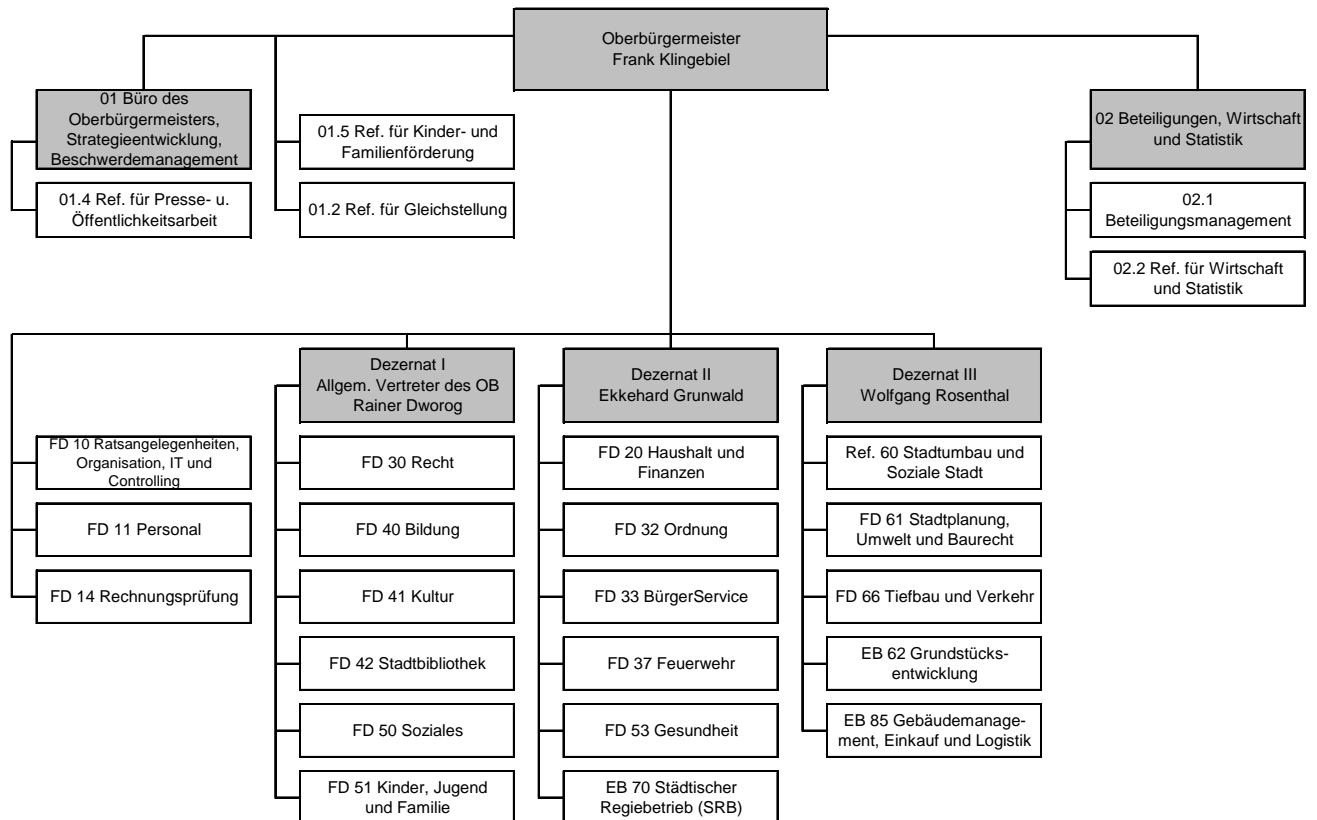 Oberbürgermeister
Frank Klingebiel
01 Büro des
Oberbürgermeisters,
Strategieentwicklung,
Beschwerdemanagement
01.4 Ref. für Presse- u.
Öffentlichkeitsarbeit
01.5 Ref. für Kinder- und
Familienförderung
01.2 Ref. für Gleichstellung
02 Beteiligungen, Wirtschaft
und Statistik
02.1
Beteiligungsmanagement
02.2 Ref. für Wirtschaft
und Statistik
FD 10 Ratsangelegenheiten,
Organisation, IT und
Controlling
FD 11 Personal
FD 14 Rechnungsprüfung
Dezernat I
Allgem. Vertreter des OB
Rainer Dworog
FD 30 Recht
FD 40 Bildung
FD 41 Kultur
FD 42 Stadtbibliothek
FD 50 Soziales
FD 51 Kinder, Jugend
und Familie
Dezernat II
Ekkehard Grunwald
FD 20 Haushalt und
Finanzen
FD 32 Ordnung
FD 33 BürgerService
FD 37 Feuerwehr
FD 53 Gesundheit
EB 70 Städtischer
Regiebetrieb (SRB)
Dezernat III
Wolfgang Rosenthal
Ref. 60 Stadtumbau und
Soziale Stadt
FD 61 Stadtplanung,
Umwelt und Baurecht
FD 66 Tiefbau und Verkehr
EB 62 Grundstücks-
entwicklung
EB 85 Gebäudemanage-
ment, Einkauf und Logistik